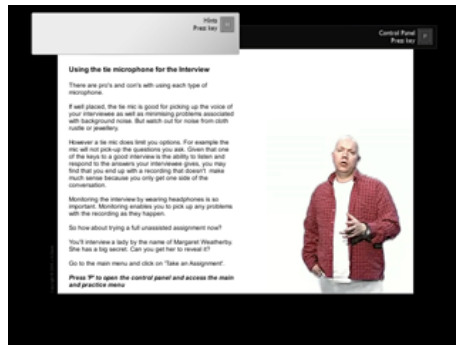 Hints
Press key
Control Panel
Press key
Using the tie microphone for the Interview
There are pro's and con's with using each type of
microphone.
If well placed, the tie mic is good for picking up the voice of
your interviewee as well as minimising problems associated
with background noise. But watch out for noise from cloth
rustle or jewellery.
However a tie mic does limit you options. For example the
mic will not pick-up the questions you ask. Given that one
of the keys to a good interview is the ability to listen and
respond to the answers your interviewee gives, you may
find that you end up with a recording that doesn't make
much sense because you only get one side of the
conversation.
Monitoring the interview by wearing headphones is so
important. Monitoring enables you to pick up any problems
with the recording as they happen.
So how about trying a full unassisted assignment now?
You'll interview a lady by the name of Margaret Weatherby.
She has a big secret. Can you get her to reveal it?
Go to the main menu and click on 'Take an Assignment'.
Press 'P' to open the control panel and access the main
and practice menu